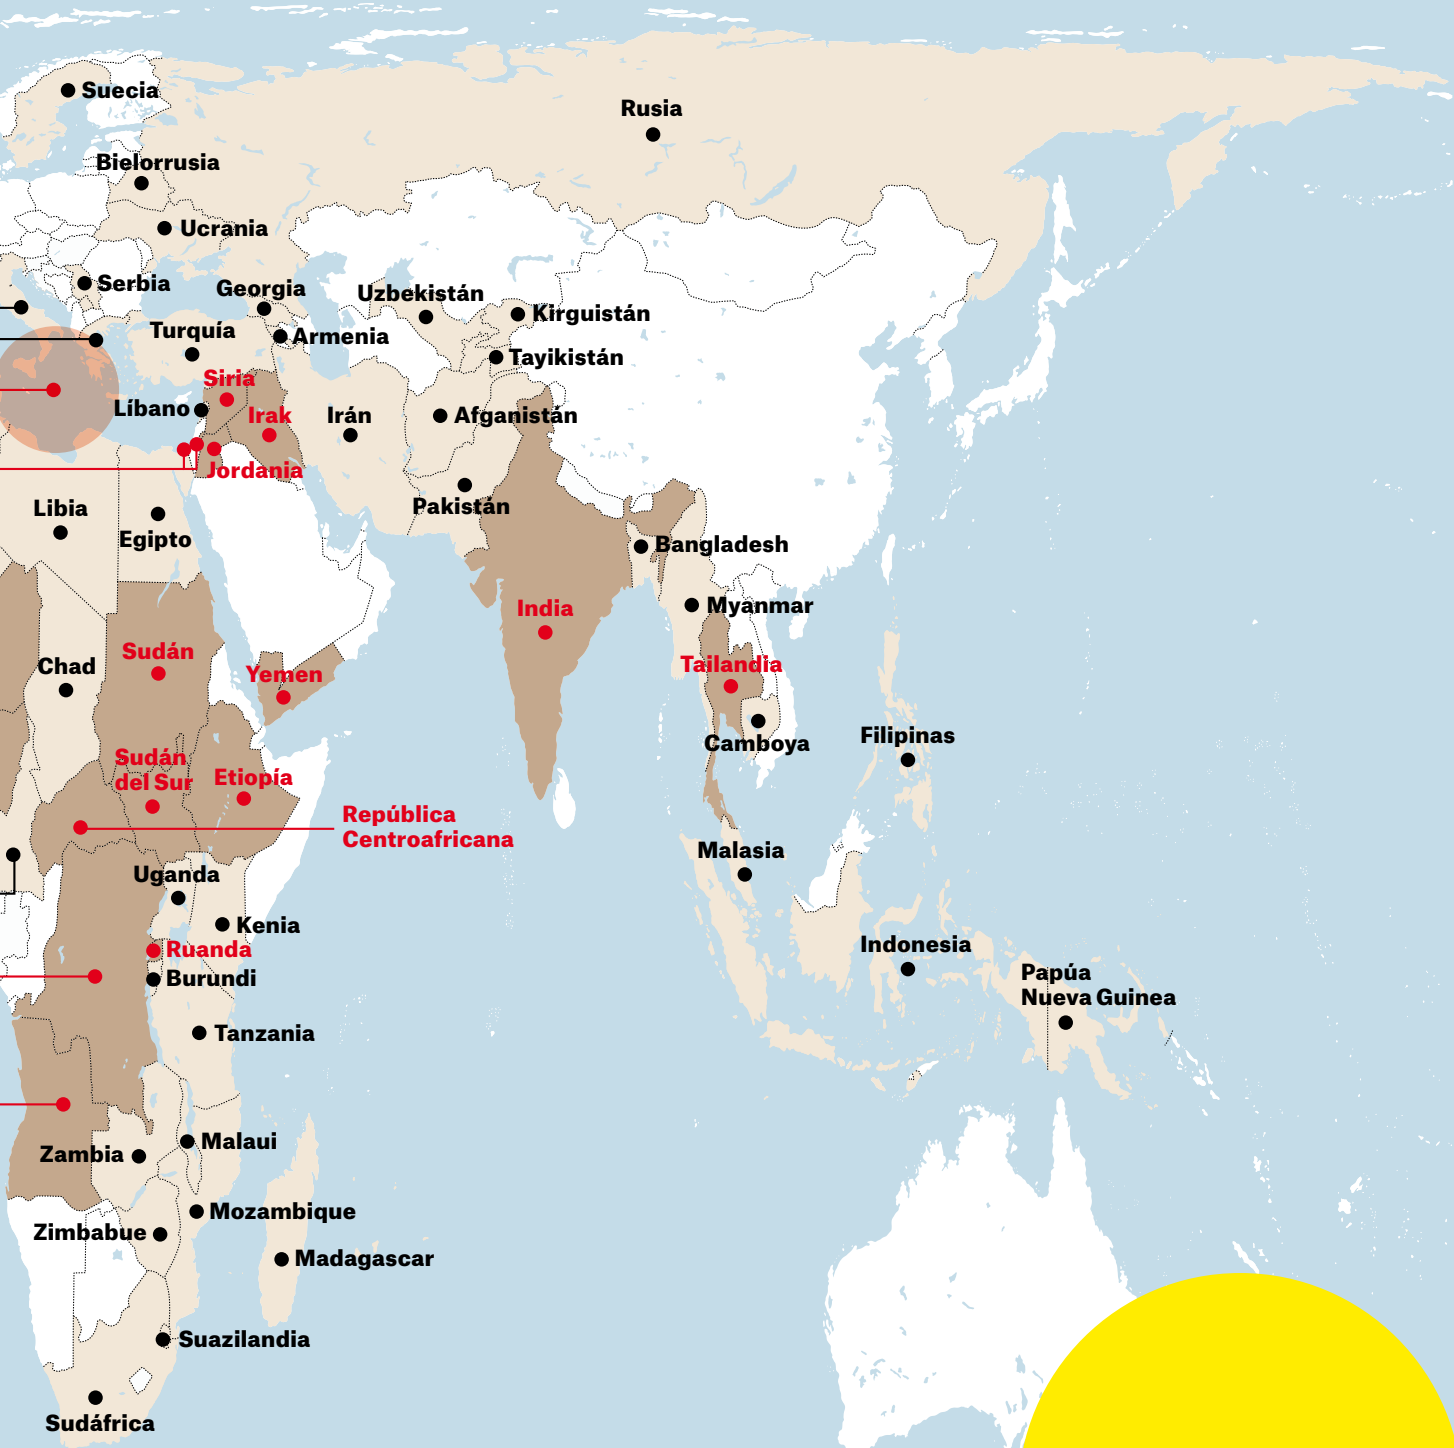 Suecia
Rusia
Bielorrusia
Ucrania
Serbia
Georgia
Uzbekistán
Kirguistán
Turquía
Armenia
Tayikistán
Siria
Líbano
Irak
Irán
Afganistán
Jordania
Pakistán
Libia
Egipto
Bangladesh
India
Myanmar
Sudán
Chad
Yemen
Tailandia
Camboya
Filipinas
Sudán
del Sur
Etiopía
República
Centroafricana
Malasia
Uganda
Kenia
Indonesia
Ruanda
Burundi
Papúa
Nueva Guinea
Tanzania
Malaui
Zambia
Mozambique
Zimbabue
Madagascar
Suazilandia
Sudáfrica